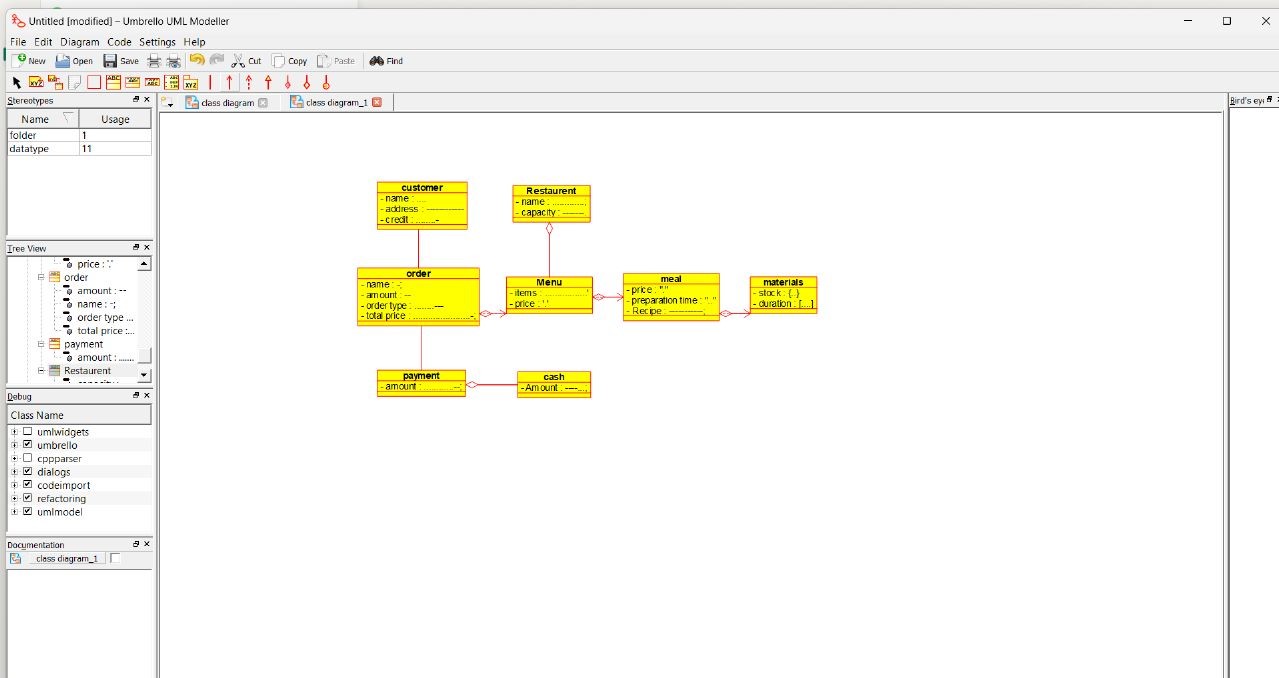 Untitled [modified] – Umbrello UML Modeller
File Edit Diagram Code Settings Help
New Open Save Cut Copy Paste Find
Stereotypes
Name Usage
folder 1
datatype 11
Tree View
price : '.'
order
amount : --
name : -;
order type ...
total price :...
payment
amount : .......
Restaurent
Debug
Class Name
umlwidgets
umbrello
cppparser
dialogs
codeimport
refactoring
umlmodel
Documentation
class diagram_1
class diagram
class diagram_1
Bird's ey
customer
- name : ....
- address : -------------
- credit : ........-
Restaurent
- name : .............,
- capacity : -------.
order
- name : -;
- amount : --
- order type : ........---
- total price : .......................-,
Menu
- items : .................'
- price : '.'
meal
- price : "."
- preparation time : "..."
- Recipe : ------------;
materials
- stock : {..}
- duration : [....]
payment
- amount : ............--;
cash
- Amount : ----...;